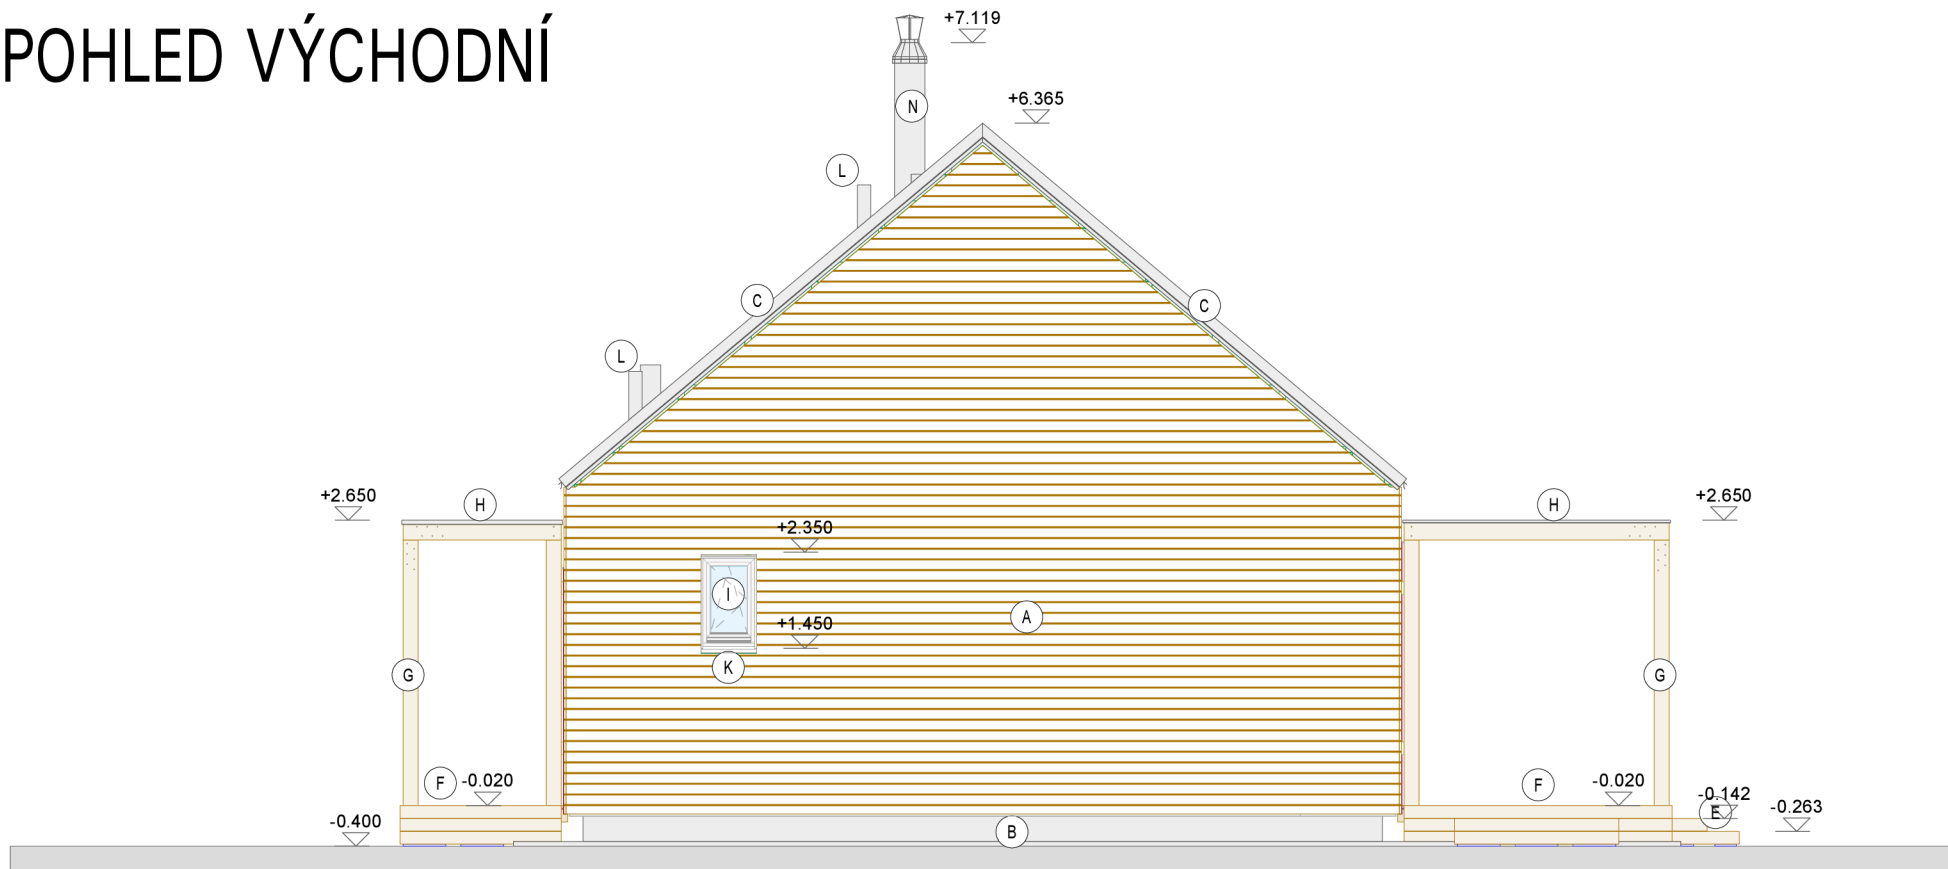 POHLED VÝCHODNÍ
+7.119
N
+6.365
L
C
C
L
+2.650
H
H
+2.650
+2.350
I
A
+1.450
K
G
G
F
-0.020
F
-0.020
-0.142
-0.263
E
-0.400
B